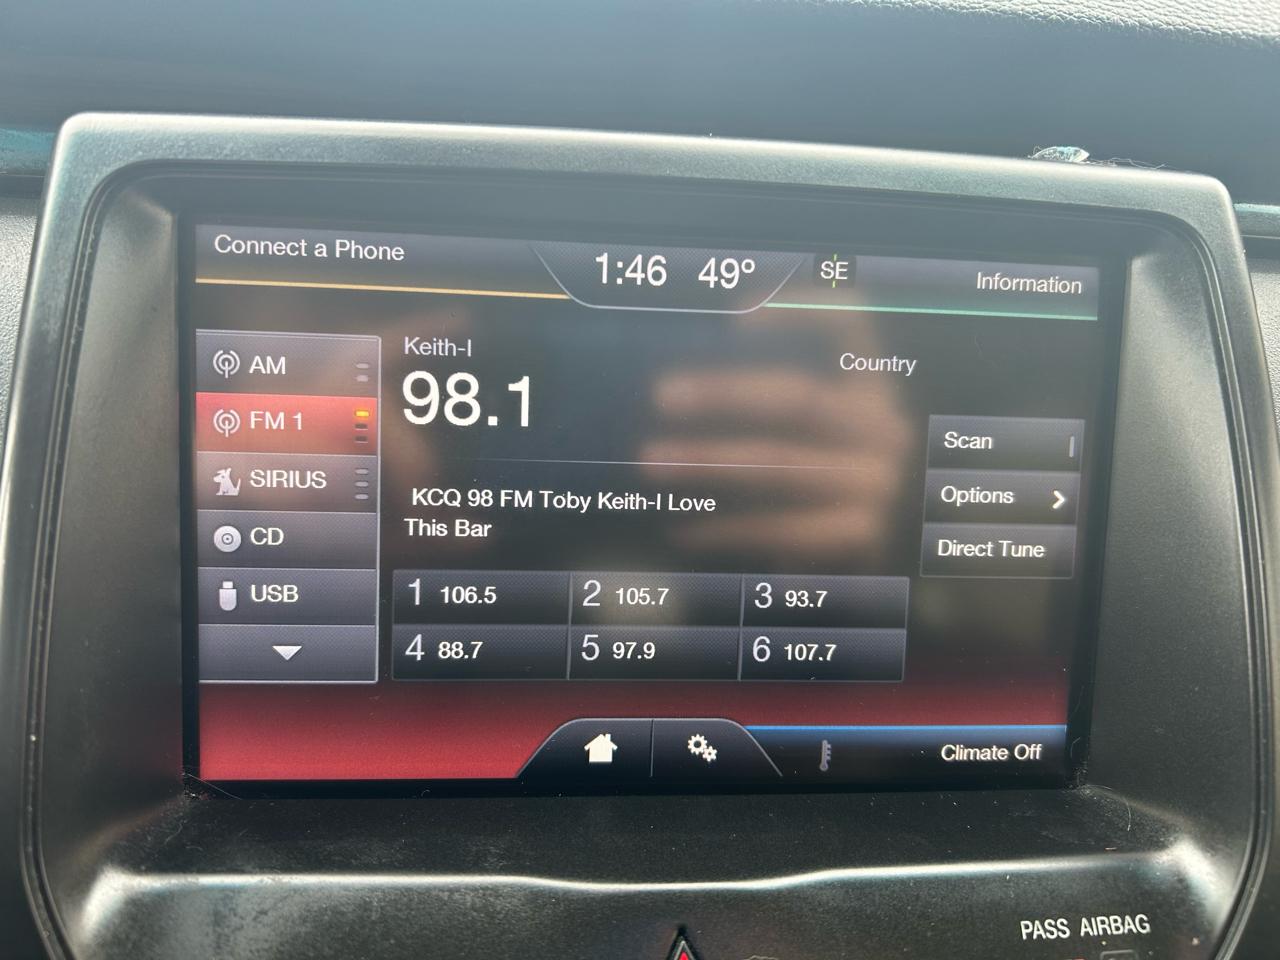 Connect a Phone
1:46 49°
SE
Information
AM
FM 1
SIRIUS
CD
USB
Keith-I
98.1
Country
KCQ 98 FM Toby Keith-I Love
This Bar
Scan
Options
Direct Tune
1 106.5
2 105.7
3 93.7
4 88.7
5 97.9
6 107.7
Climate Off
PASS AIRBAG